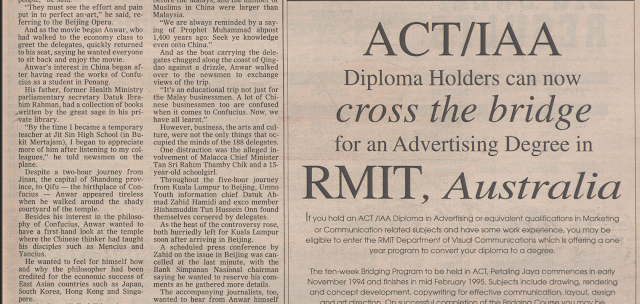 "They must see the effort and pain
put in to perfect an-art," he said, re-
ferring to the Beijing Opera.
And as the movie began, Anwar, who
had walked to the economy class to
greet the delegates, quickly returned
to his seat, saying he wanted everyone
to sit back and enjoy the movie.
Anwar's interest in China began af-
ter having read the works of Confu-
cius as a student in Penang.
His father, former Health Ministry
parliamentary secretary Datuk Ibra-
him Rahman, had a collection of books
written by the great sage in his pri-
vate library.
"By the time I became a temporary
teacher at Jit Sin High School (in Bu-
kit Mertajam), I began to appreciate
more of him after listening to my col-
leagues," he told newsmen on the
plane.
Despite a two-hour journey from
Jinan, the capital of Shandong provin-
ce, to Qifu — the birthplace of Con-
fucius — Anwar appeared tireless
when he walked around the shady
courtyard of the temple.
Besides his interest in the philoso-
phy of Confucius, Anwar wanted to
have a first-hand look at the temple
where the Chinese thinker had taught
his disciples such as Mencius and
Yancius.
He wanted to feel for himself how
and why the philosopher had been
credited for the economic success of
East Asian countries such as Japan,
South Korea, Hong Kong and Singa-
pore.
Muslims in China were larger than
Malaysia.
"We are always reminded by a say-
ing of Prophet Muhammad almost
1,400 years ago: Seek ye knowledge
even onto China."
And as the boat carrying the dele-
gates chugged along the coast of Qing-
dao against a drizzle, Anwar walked
over to the newsmen to exchange
views of the trip.
"It's an educational trip not just for
the Malay businessmen. A lot of Chi-
nese businessmen too are confused
when it comes to Confucius. Now, we
have all learnt."
However, business, the arts and cul-
ture, were not the only things that oc-
cupied the minds of the 188 delegates.
One distraction was the alleged in-
volvement of Malacca Chief Minister
Tan Sri Rahim Thamby Chik and a 15-
year-old schoolgirl.
Throughout the five-hour journey
from Kuala Lumpur to Beijing, Umno
Youth information chief Datuk Ah-
mad Zahid Hamidi and exco member
Hishamuddin Tun Hussein Onn found
themselves cornered by delegates.
As the heat of the controversy rose,
both hurriedly left for Kuala Lumpur
soon after arriving in Beijing.
A scheduled press conference by
Zahid on the issue in Beijing was can-
celled at the last minute, with the
Bank Simpanan Nasional chairman
saying he wanted to reserve his com-
ments as he gathered more details.
The accompanying journalists, too,
wanted to hear from Anwar himself
ACT/IAA
Diploma Holders can now
cross the bridge
for an Advertising Degree in
RMIT, Australia
If you hold an ACT/IAA Diploma in Advertising or equivalent qualifications in Marketing
or Communication related subjects and have some work experience, you may be
eligible to enter the RMIT Department of Visual Communications which is offering a one
year program to convert your diploma to a degree.
The ten-week Bridging Program to be held in ACT, Petaling Jaya commences in early
November 1994 and finishes in mid February 1995. Subjects include drawing, rendering
and concept development, copywriting for effective communication, layout, design
and art direction. On successful completion of the Bridging Course you may be